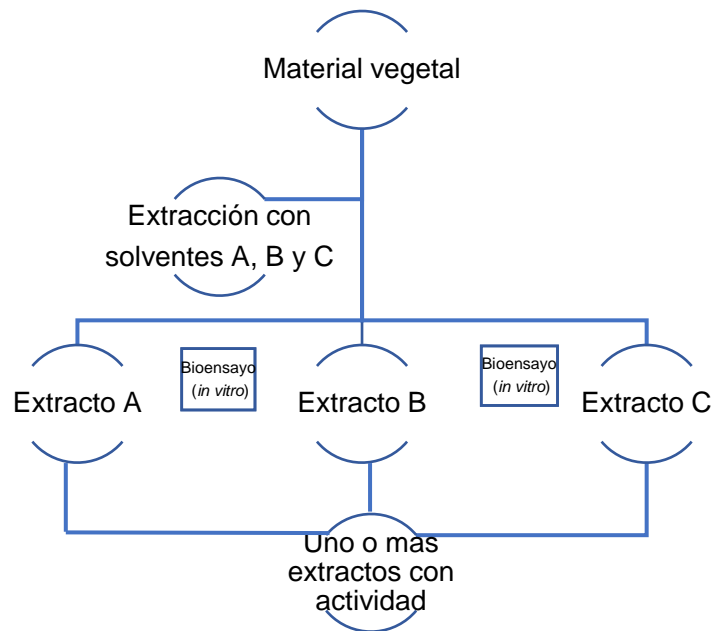 Material vegetal
Extracción con
solventes A, B y C
Extracto A
Bioensayo
(in vitro)
Extracto B
Bioensayo
(in vitro)
Extracto C
Uno o mas
extractos con
actividad